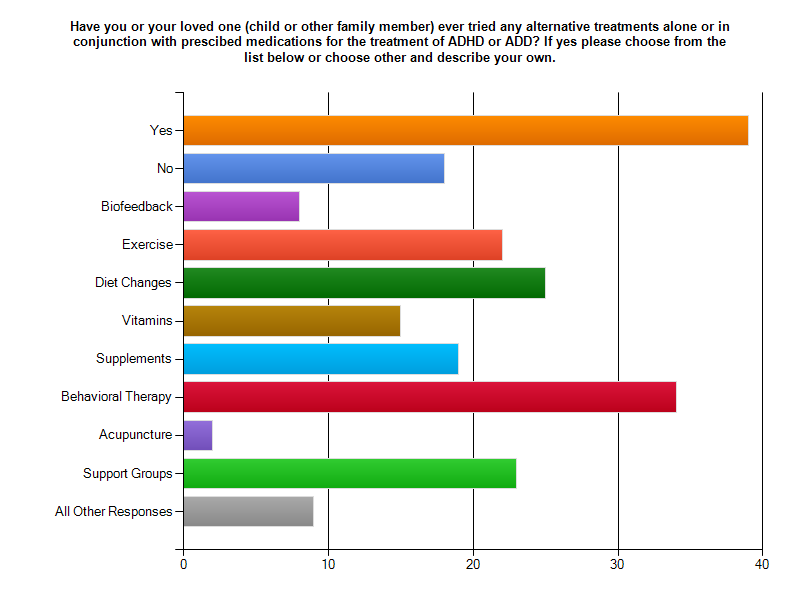 Have you or your loved one (child or other family member) ever tried any alternative treatments alone or in
conjunction with prescibed medications for the treatment of ADHD or ADD? If yes please choose from the
list below or choose other and describe your own.
Yes
No
Biofeedback
Exercise
Diet Changes
Vitamins
Supplements
Behavioral Therapy
Acupuncture
Support Groups
All Other Responses
0 10 20 30 40